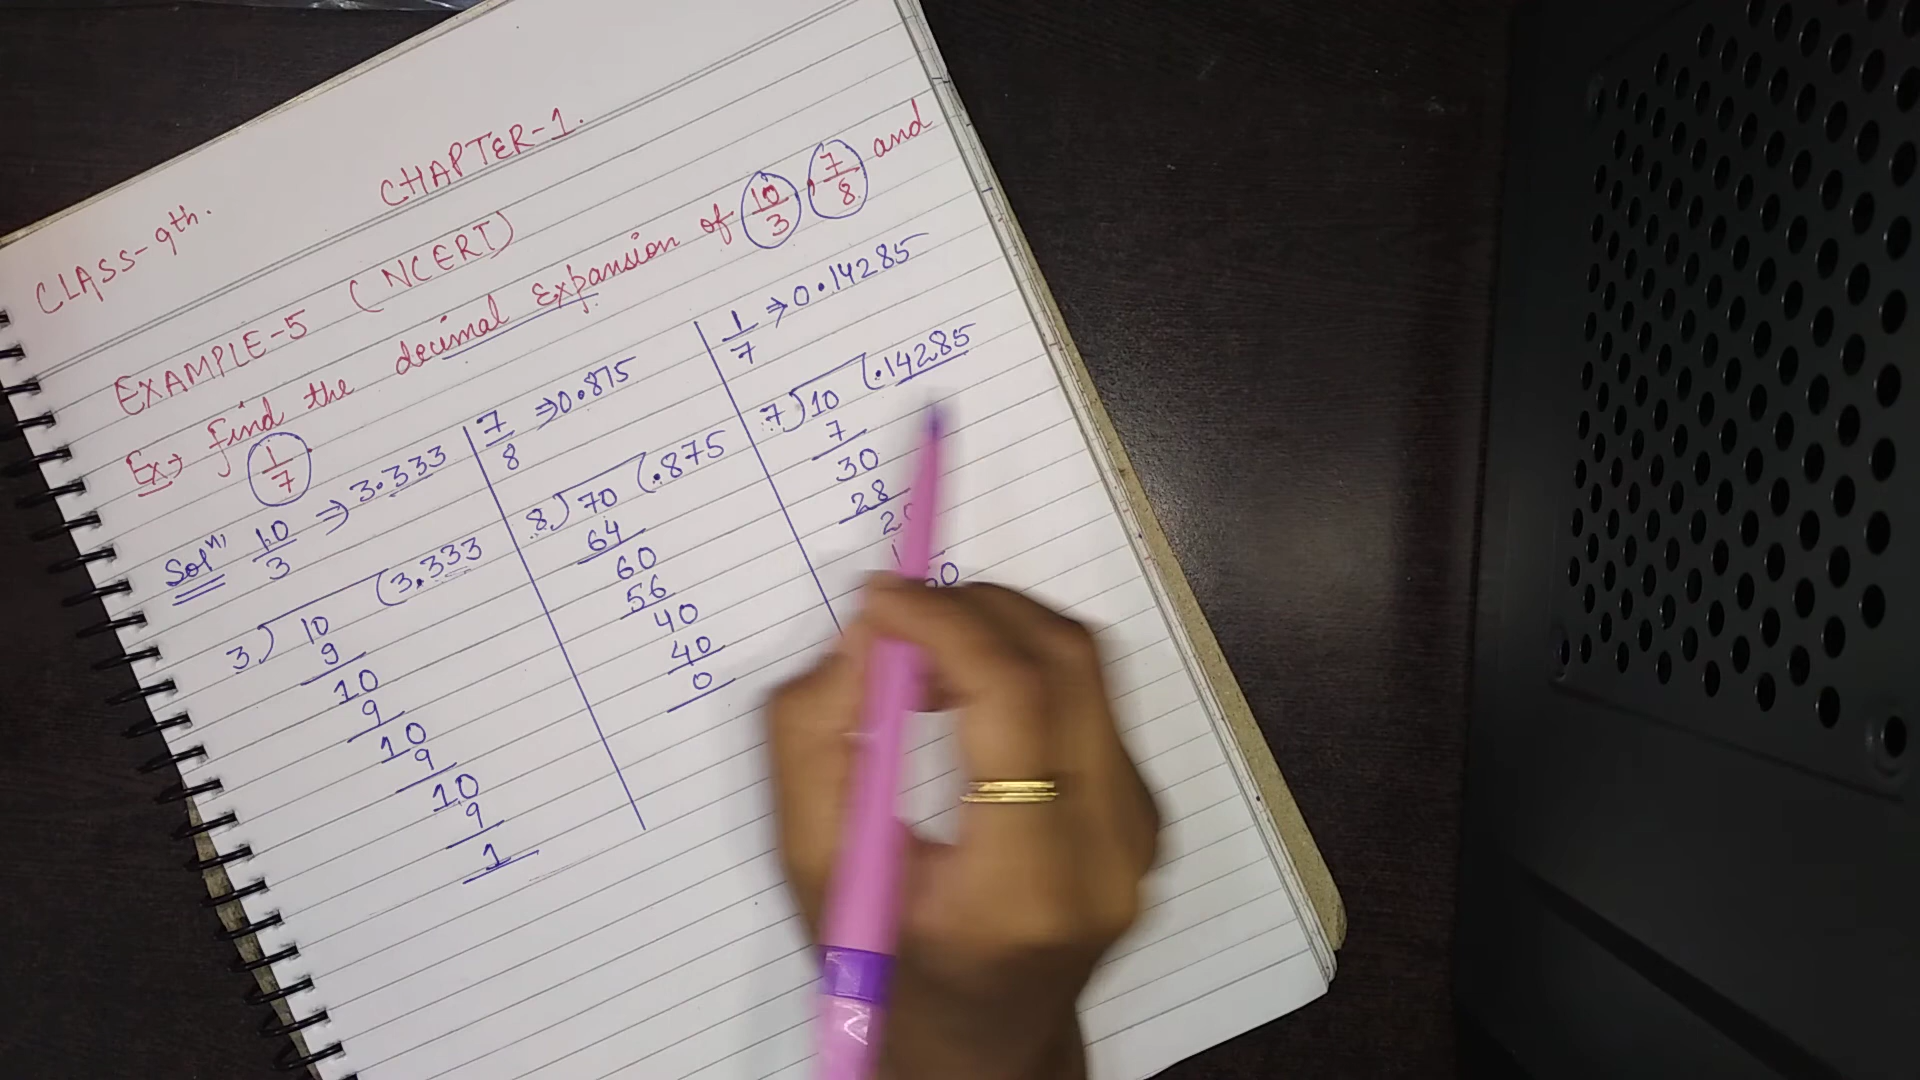 CHAPTER-1.
CLASS-9th.
EXAMPLE-5 (NCERT)
Ex→ find the decimal expansion of 10/3, 7/8 and
1/7.
Solⁿ, 10/3 ⇒ 3.333
3) 10 (3.333
9
10
9
10
9
10
9
1
7/8 ⇒ 0.875
8) 70 (.875
64
60
56
40
40
0
1/7 ⇒ 0.14285
7) 10 (.14285
7
30
28